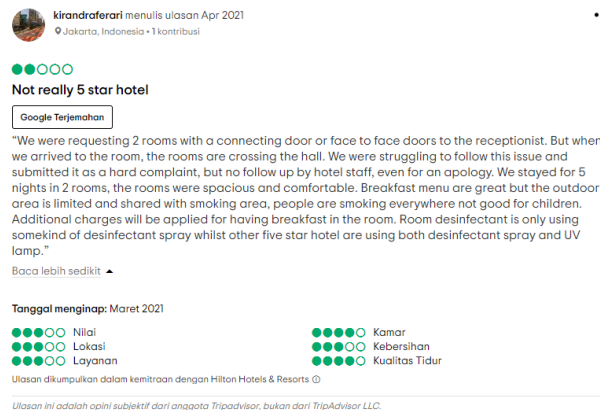 kirandraferari menulis ulasan Apr 2021
Jakarta, Indonesia • 1 kontribusi
Not really 5 star hotel
Google Terjemahan
“We were requesting 2 rooms with a connecting door or face to face doors to the receptionist. But when
we arrived to the room, the rooms are crossing the hall. We were struggling to follow this issue and
submitted it as a hard complaint, but no follow up by hotel staff, even for an apology. We stayed for 5
nights in 2 rooms, the rooms were spacious and comfortable. Breakfast menu are great but the outdoor
area is limited and shared with smoking area, people are smoking everywhere not good for children.
Additional charges will be applied for having breakfast in the room. Room desinfectant is only using
somekind of desinfectant spray whilst other five star hotel are using both desinfectant spray and UV
lamp.”
Baca lebih sedikit
Tanggal menginap: Maret 2021
Nilai
Kamar
Lokasi
Kebersihan
Layanan
Kualitas Tidur
Ulasan dikumpulkan dalam kemitraan dengan Hilton Hotels & Resorts
Ulasan ini adalah opini subjektif dari anggota Tripadvisor, bukan dari TripAdvisor LLC.